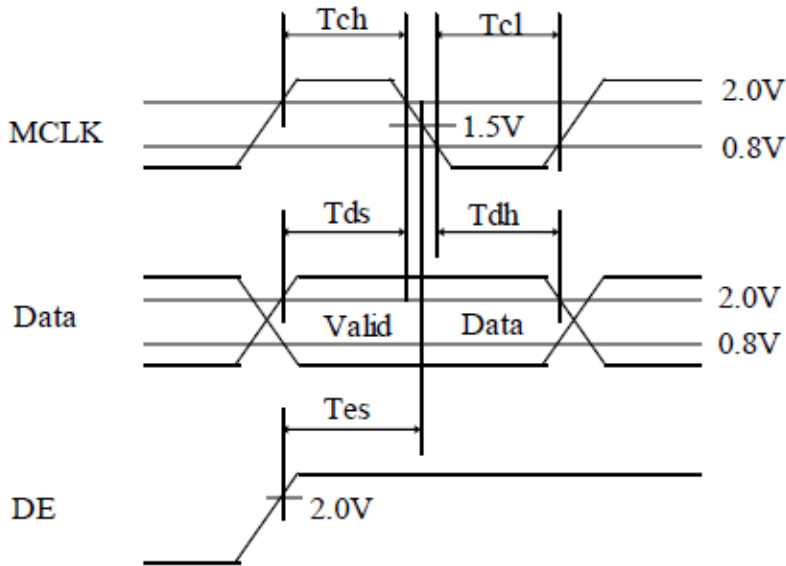 Tch
Tcl
2.0V
MCLK
1.5V
0.8V
Tds
Tdh
2.0V
Data
Valid
Data
0.8V
Tes
DE
2.0V